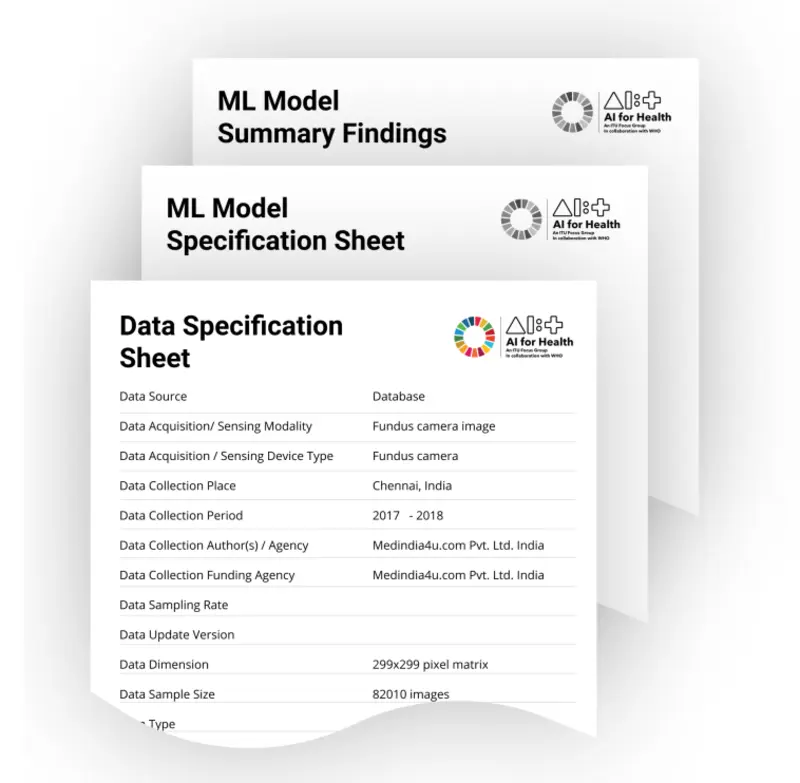 ML Model
Summary Findings
AI for Health
An ITU Focus Group
In collaboration with WHO
ML Model
Specification Sheet
AI for Health
An ITU Focus Group
In collaboration with WHO
Data Specification
Sheet
AI for Health
An ITU Focus Group
In collaboration with WHO
Data Source Database
Data Acquisition/ Sensing Modality Fundus camera image
Data Acquisition / Sensing Device Type Fundus camera
Data Collection Place Chennai, India
Data Collection Period 2017 - 2018
Data Collection Author(s) / Agency Medindia4u.com Pvt. Ltd. India
Data Collection Funding Agency Medindia4u.com Pvt. Ltd. India
Data Sampling Rate
Data Update Version
Data Dimension 299x299 pixel matrix
Data Sample Size 82010 images
Type